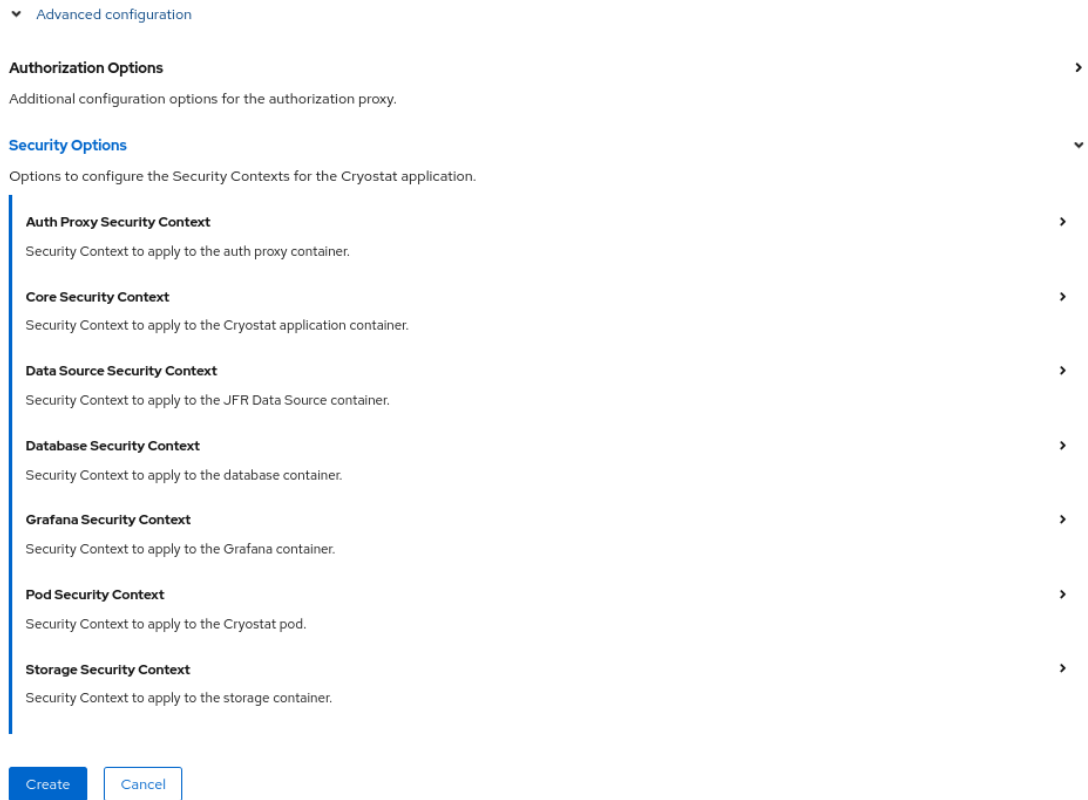 Advanced configuration
Authorization Options
Additional configuration options for the authorization proxy.
Security Options
Options to configure the Security Contexts for the Cryostat application.
Auth Proxy Security Context
Security Context to apply to the auth proxy container.
Core Security Context
Security Context to apply to the Cryostat application container.
Data Source Security Context
Security Context to apply to the JFR Data Source container.
Database Security Context
Security Context to apply to the database container.
Grafana Security Context
Security Context to apply to the Grafana container.
Pod Security Context
Security Context to apply to the Cryostat pod.
Storage Security Context
Security Context to apply to the storage container.
Create Cancel